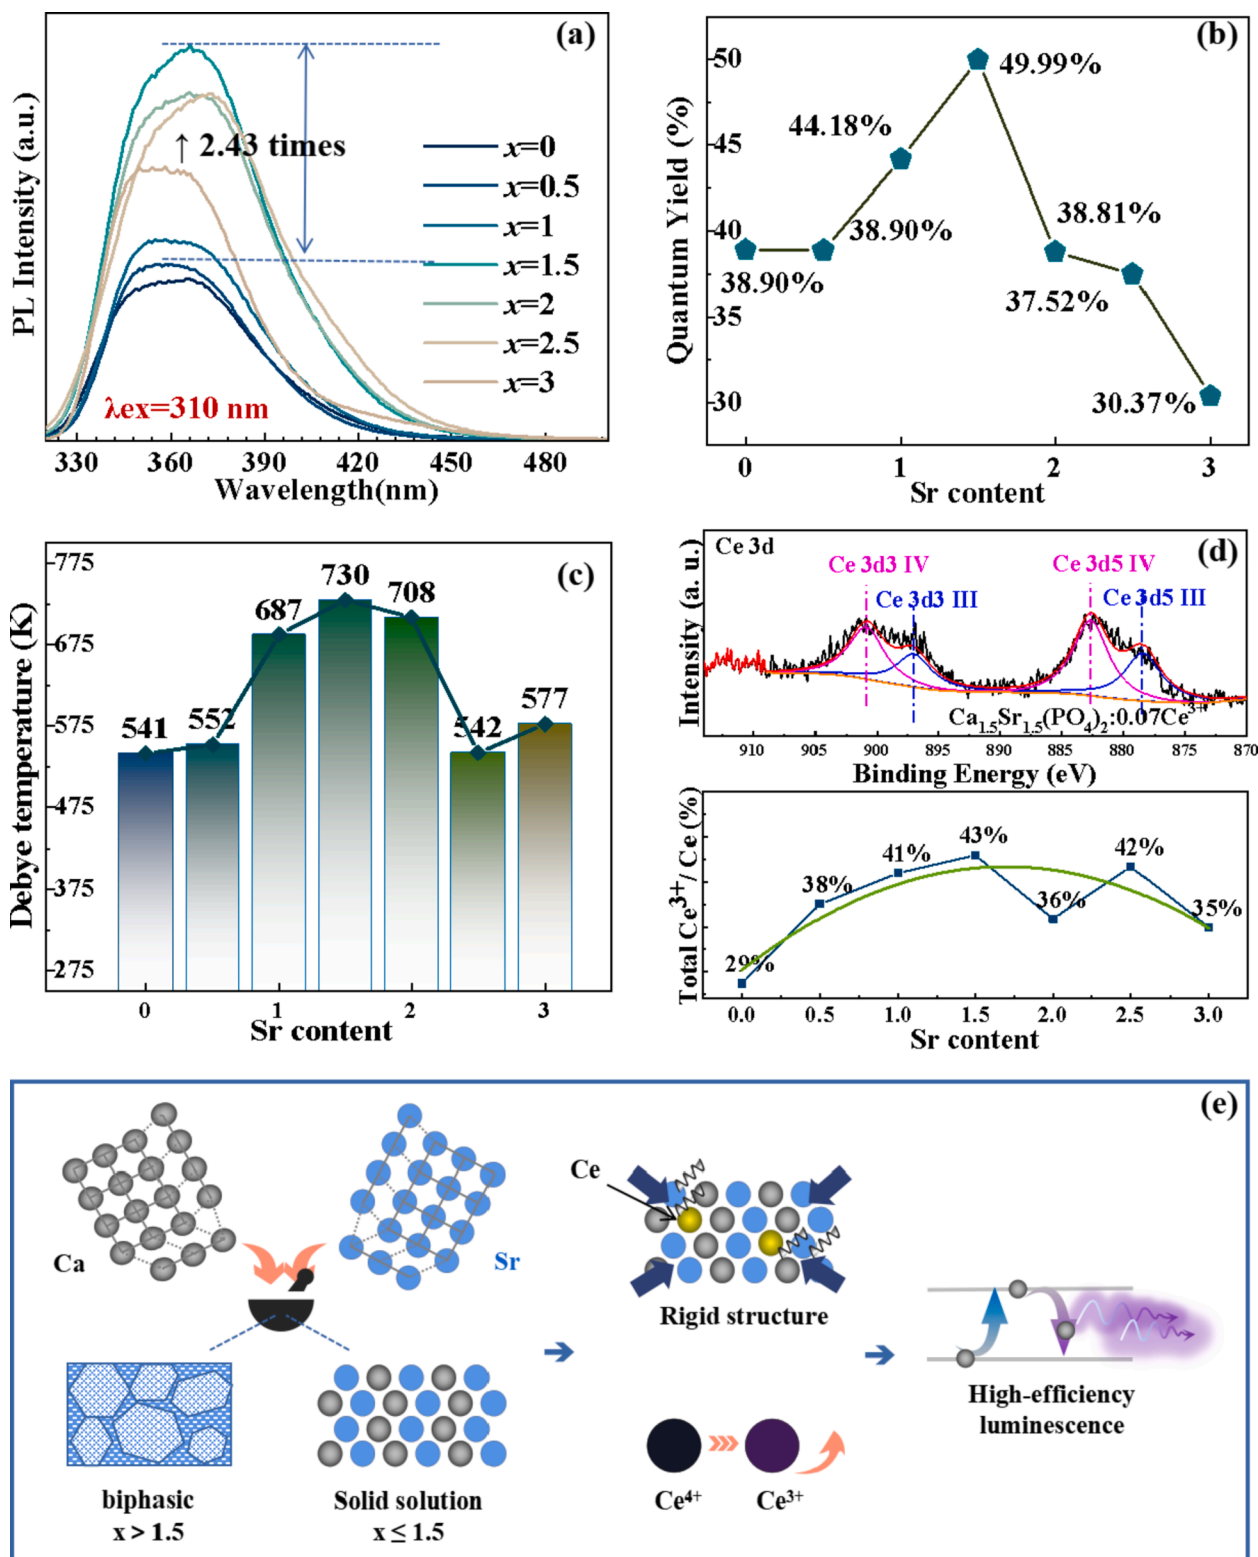 (a)
PL Intensity (a.u.)
↑ 2.43 times
x=0
x=0.5
x=1
x=1.5
x=2
x=2.5
x=3
λex=310 nm
330 360 390 420 450 480
Wavelength(nm)
(b)
Quantum Yield (%)
50
45
40
35
30
49.99%
44.18%
38.90%
38.81%
38.90%
37.52%
30.37%
0 1 2 3
Sr content
(c)
Debye temperature (K)
775
675
575
475
375
275
541
552
687
730
708
542
577
0 1 2 3
Sr content
(d)
Ce 3d
Intensity (a. u.)
Ce 3d3 IV
Ce 3d5 IV
Ce 3d3 III
Ce 3d5 III
Ca1.5Sr1.5(PO4)2:0.07Ce3+
910 905 900 895 890 885 880 875 870
Binding Energy (eV)
Total Ce3+/ Ce (%)
29%
38%
41%
43%
36%
42%
35%
0.0 0.5 1.0 1.5 2.0 2.5 3.0
Sr content
(e)
Ca
Sr
Ce
Rigid structure
biphasic
x > 1.5
Solid solution
x ≤ 1.5
Ce4+
Ce3+
High-efficiency
luminescence